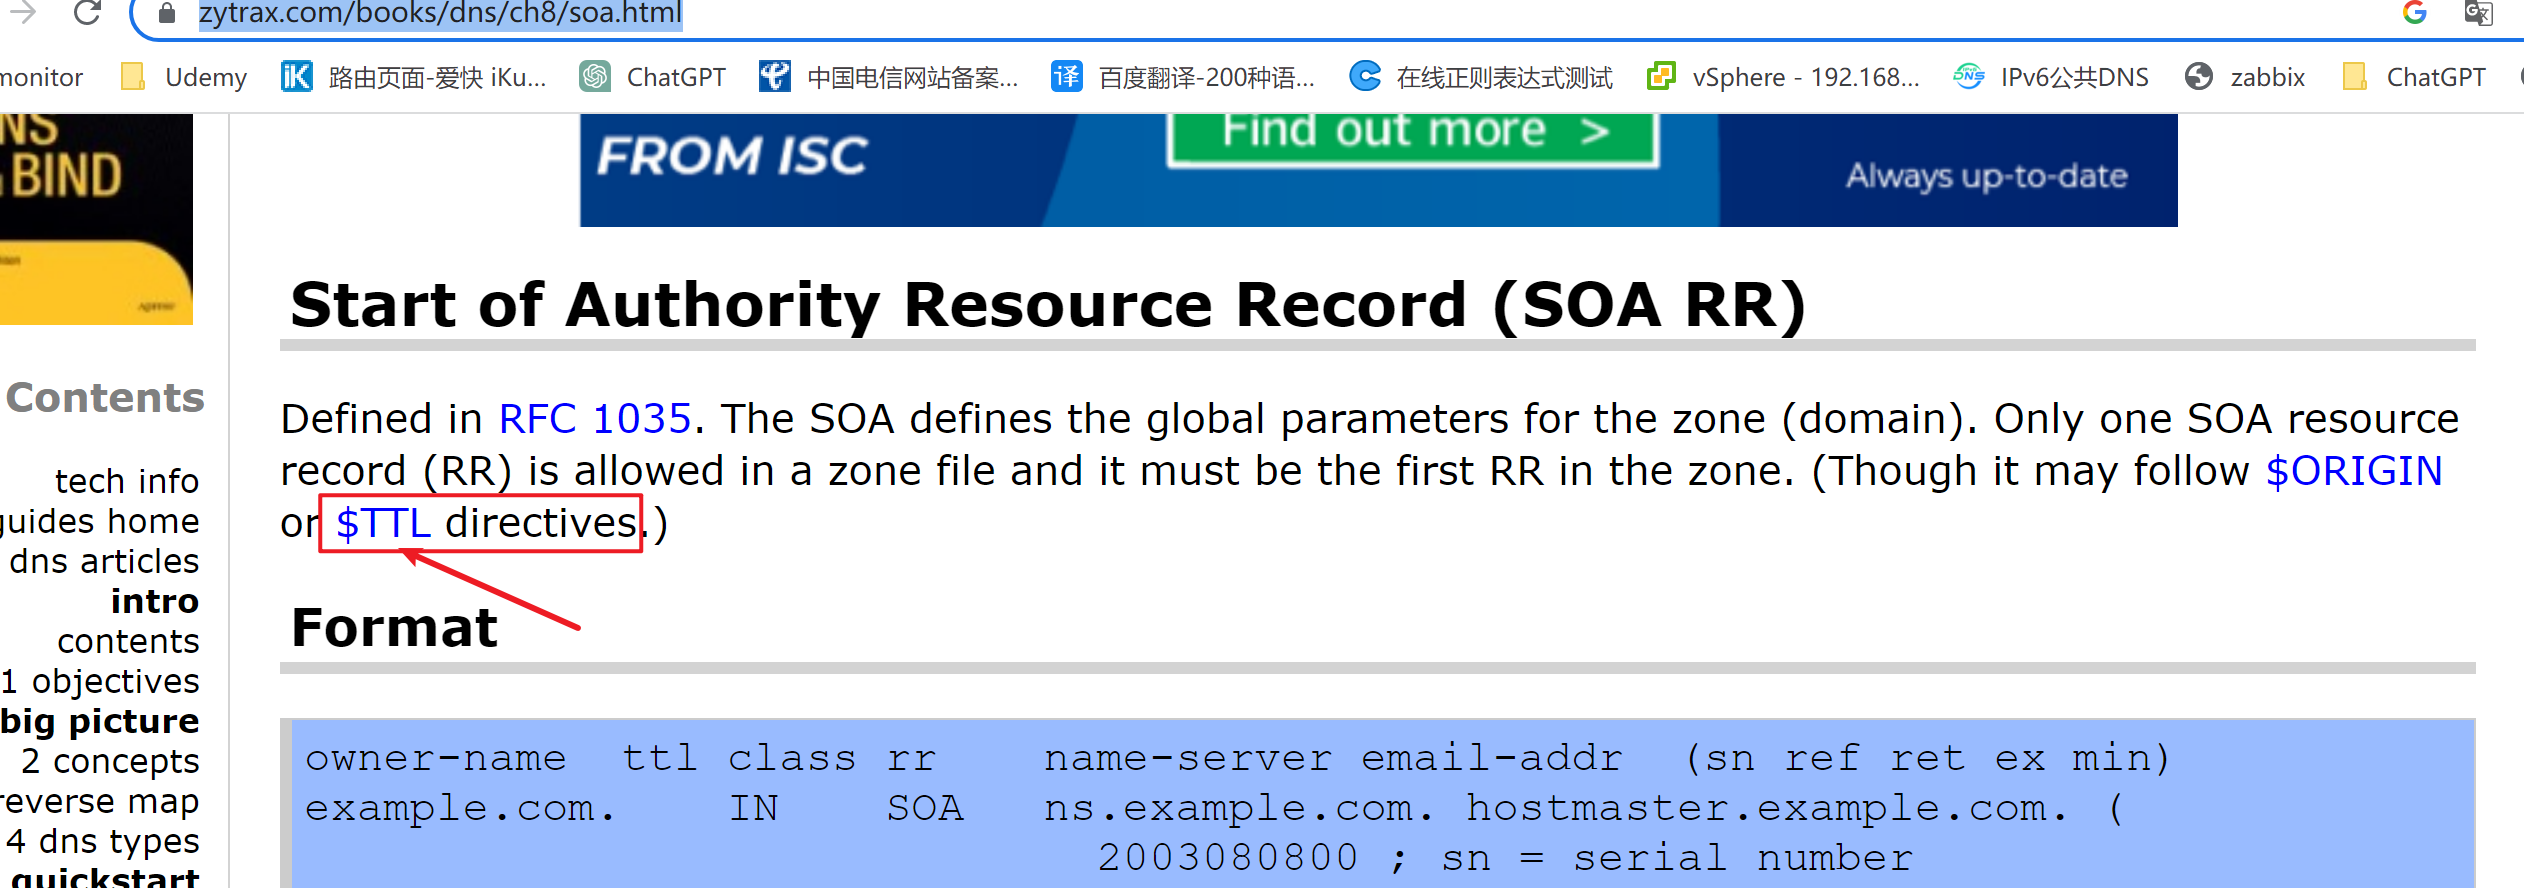 zytrax.com/books/dns/ch8/soa.html
monitor Udemy iK 路由页面-爱快 iKu... ChatGPT 中国电信网站备案... 译 百度翻译-200种语... 在线正则表达式测试 vSphere - 192.168... IPv6 DNS IPv6公共DNS zabbix ChatGPT
NS
BIND
FROM ISC
Find out more >
Always up-to-date
Start of Authority Resource Record (SOA RR)
Contents
Defined in RFC 1035. The SOA defines the global parameters for the zone (domain). Only one SOA resource
record (RR) is allowed in a zone file and it must be the first RR in the zone. (Though it may follow $ORIGIN
or $TTL directives.)
tech info
guides home
dns articles
intro
contents
1 objectives
big picture
2 concepts
reverse map
4 dns types
quickstart
Format
owner-name ttl class rr name-server email-addr (sn ref ret ex min)
example.com. IN SOA ns.example.com. hostmaster.example.com. (
2003080800 ; sn = serial number